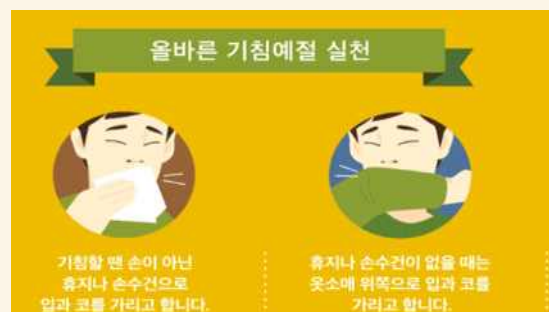 올바른 기침예절 실천
기침할 땐 손이 아닌
휴지나 손수건으로
입과 코를 가리고 합니다.
휴지나 손수건이 없을 때는
옷소매 위쪽으로 입과 코를
가리고 합니다.